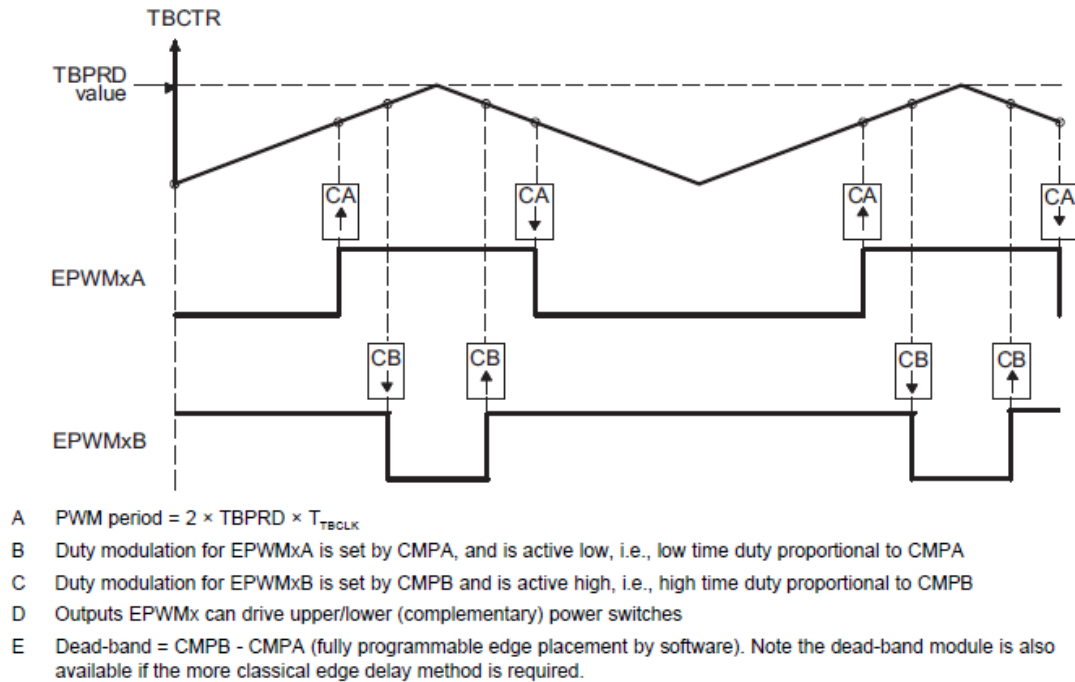 TBCTR
TBPRD
value
CA
CA
CA
CA
EPWMxA
CB
CB
CB
CB
EPWMxB
A PWM period = 2 × TBPRD × TTBCLK
B Duty modulation for EPWMxA is set by CMPA, and is active low, i.e., low time duty proportional to CMPA
C Duty modulation for EPWMxB is set by CMPB and is active high, i.e., high time duty proportional to CMPB
D Outputs EPWMx can drive upper/lower (complementary) power switches
E Dead-band = CMPB - CMPA (fully programmable edge placement by software). Note the dead-band module is also
available if the more classical edge delay method is required.